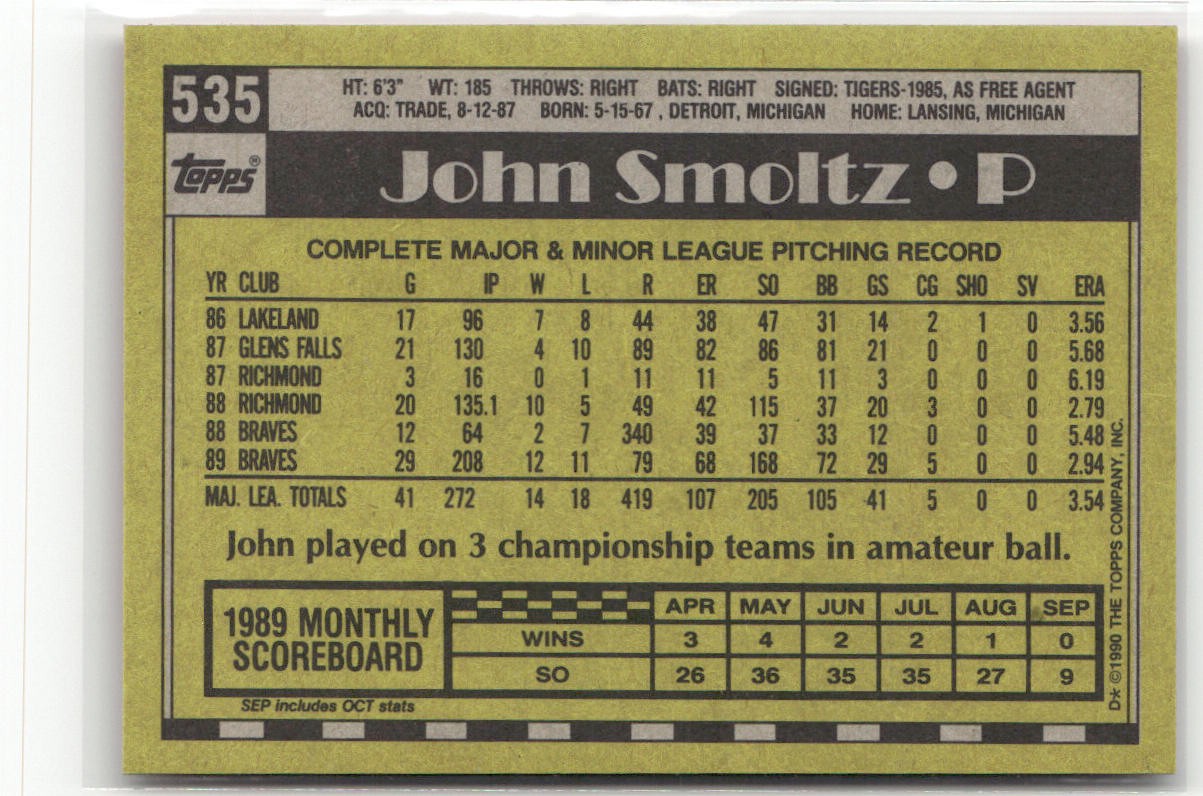 535
HT: 6'3" WT: 185 THROWS: RIGHT BATS: RIGHT SIGNED: TIGERS-1985, AS FREE AGENT
ACQ: TRADE, 8-12-87 BORN: 5-15-67 , DETROIT, MICHIGAN HOME: LANSING, MICHIGAN
topps®
John Smoltz • P
COMPLETE MAJOR & MINOR LEAGUE PITCHING RECORD
YR CLUB G IP W L R ER SO BB GS CG SHO SV ERA
86 LAKELAND 17 96 7 8 44 38 47 31 14 2 1 0 3.56
87 GLENS FALLS 21 130 4 10 89 82 86 81 21 0 0 0 5.68
87 RICHMOND 3 16 0 1 11 11 5 11 3 0 0 0 6.19
88 RICHMOND 20 135.1 10 5 49 42 115 37 20 3 0 0 2.79
88 BRAVES 12 64 2 7 340 39 37 33 12 0 0 0 5.48
89 BRAVES 29 208 12 11 79 68 168 72 29 5 0 0 2.94
MAJ. LEA. TOTALS 41 272 14 18 419 107 205 105 41 5 0 0 3.54
John played on 3 championship teams in amateur ball.
1989 MONTHLY
SCOREBOARD
APR MAY JUN JUL AUG SEP
WINS 3 4 2 2 1 0
SO 26 36 35 35 27 9
SEP includes OCT stats
D* ©1990 THE TOPPS COMPANY, INC.